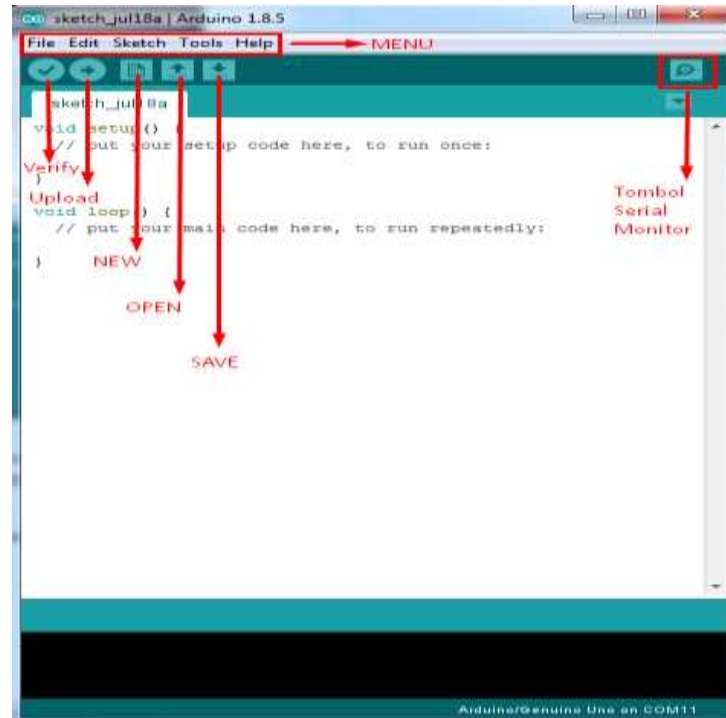 sketch_jul18a | Arduino 1.8.5
File Edit Sketch Tools Help
MENU
sketch_jul18a
void setup() {
// put your setup code here, to run once:
Verify
}
Upload
void loop() {
// put your main code here, to run repeatedly:
}
NEW
OPEN
SAVE
Tombol
Serial
Monitor
Arduino/Genuino Uno on COM11